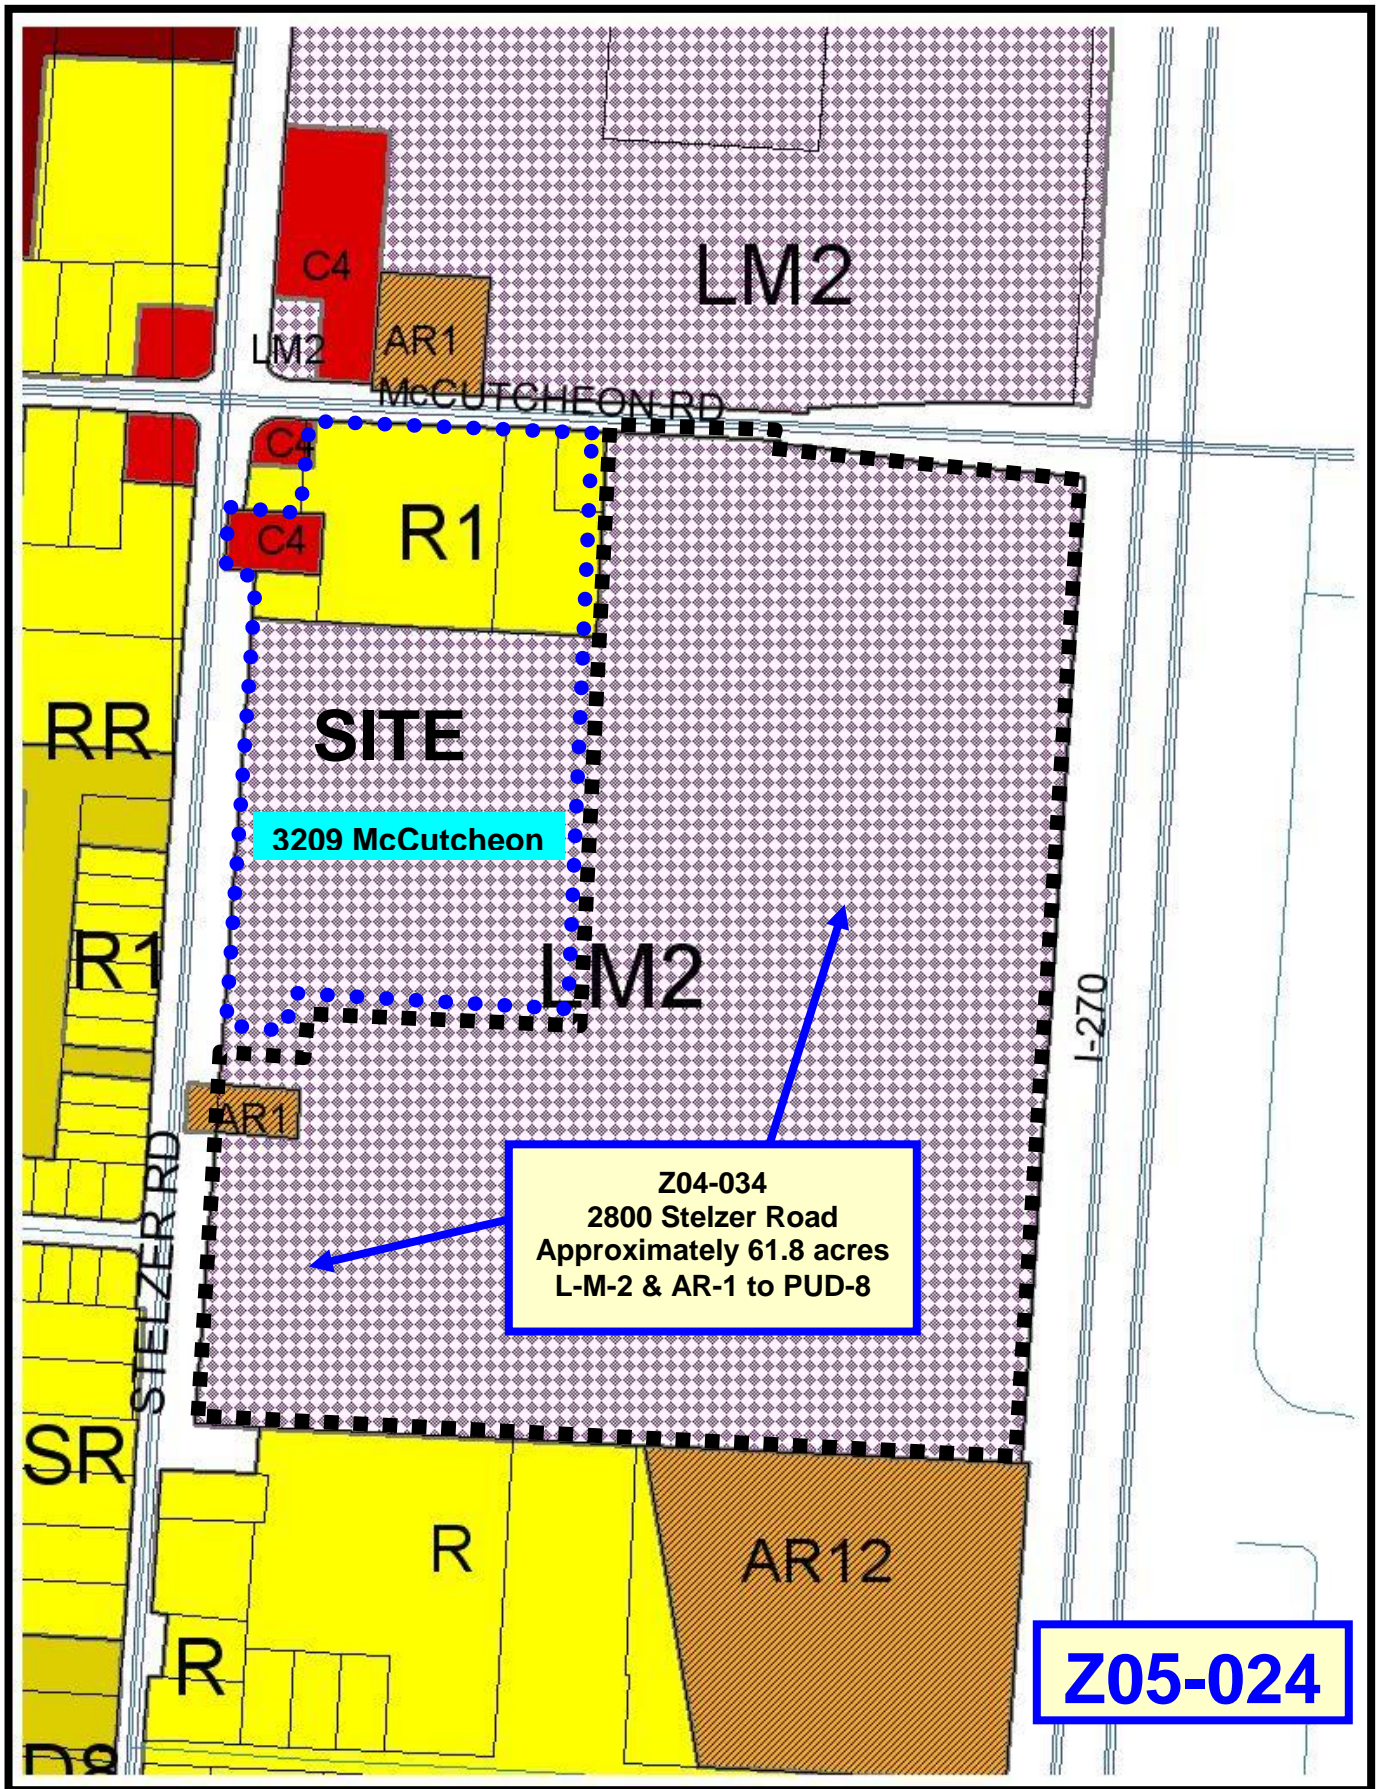 LM2
C4
AR1
LM2
McCUTCHEON RD
C4
R1
C4
RR
SITE
3209 McCutcheon
R1
LM2
I-270
AR1
STELZER RD
Z04-034
2800 Stelzer Road
Approximately 61.8 acres
L-M-2 & AR-1 to PUD-8
SR
R
AR12
R
Z05-024
D8